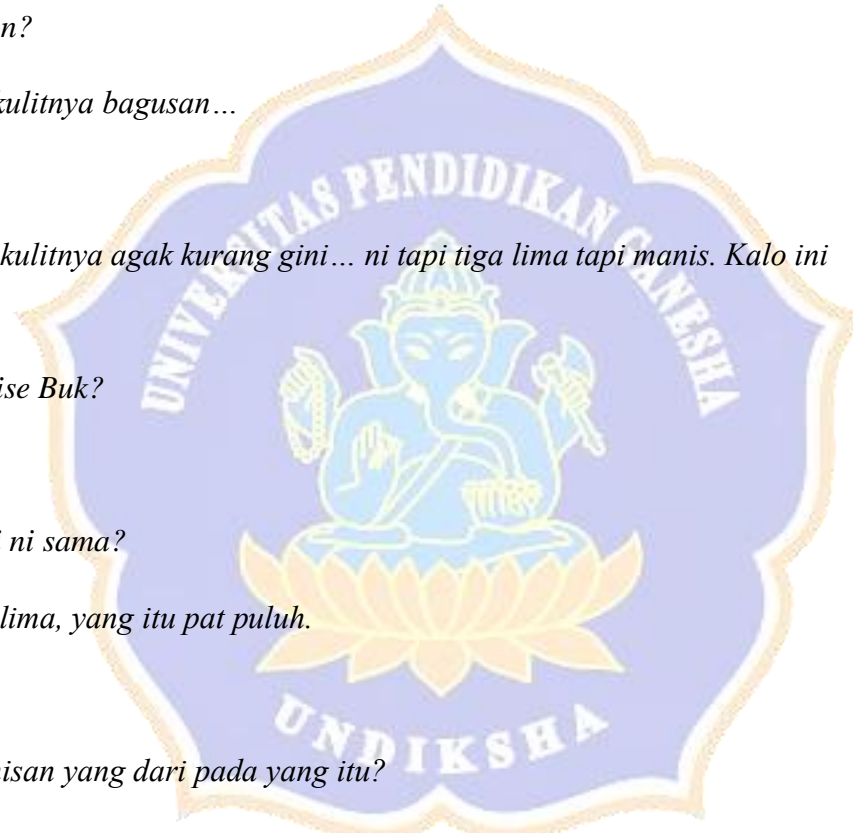 n?
kulitnya bagusan…
UNIVERSITAS PENDIDIKAN GANESHA
kulitnya agak kurang gini… ni tapi tiga lima tapi manis. Kalo ini
ise Buk?
ni sama?
lima, yang itu pat puluh.
UNDIKSHA
nisan yang dari pada yang itu?